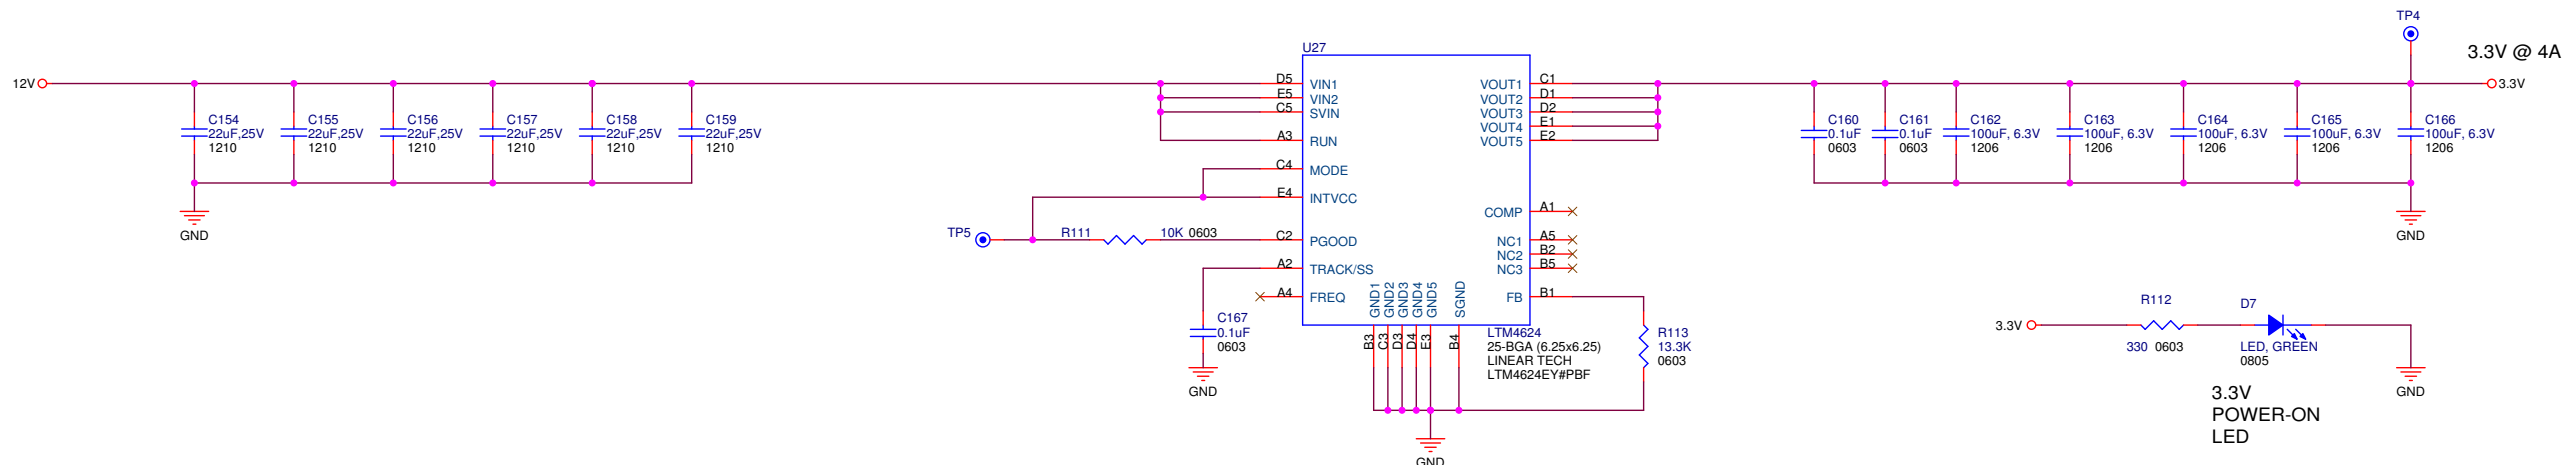 12V
C154
22uF,25V
1210
C155
22uF,25V
1210
C156
22uF,25V
1210
C157
22uF,25V
1210
C158
22uF,25V
1210
C159
22uF,25V
1210
GND
U27
D5 VIN1
E5 VIN2
C5 SVIN
A3 RUN
C4 MODE
E4 INTVCC
C2 PGOOD
A2 TRACK/SS
A4 FREQ
TP5
R111
10K 0603
C167
0.1uF
0603
GND
VOUT1 C1
VOUT2 D1
VOUT3 D2
VOUT4 E1
VOUT5 E2
COMP A1
NC1 A5
NC2 B2
NC3 B5
FB B1
GND1
GND2
GND3
GND4
GND5
SGND
B3
C3
D3
D4
E3
B4
LTM4624
25-BGA (6.25x6.25)
LINEAR TECH
LTM4624EY#PBF
R113
13.3K
0603
GND
C160
0.1uF
0603
C161
0.1uF
0603
C162
100uF, 6.3V
1206
C163
100uF, 6.3V
1206
C164
100uF, 6.3V
1206
C165
100uF, 6.3V
1206
C166
100uF, 6.3V
1206
TP4
3.3V @ 4A
3.3V
GND
3.3V
R112
330 0603
D7
LED, GREEN
0805
GND
3.3V
POWER-ON
LED